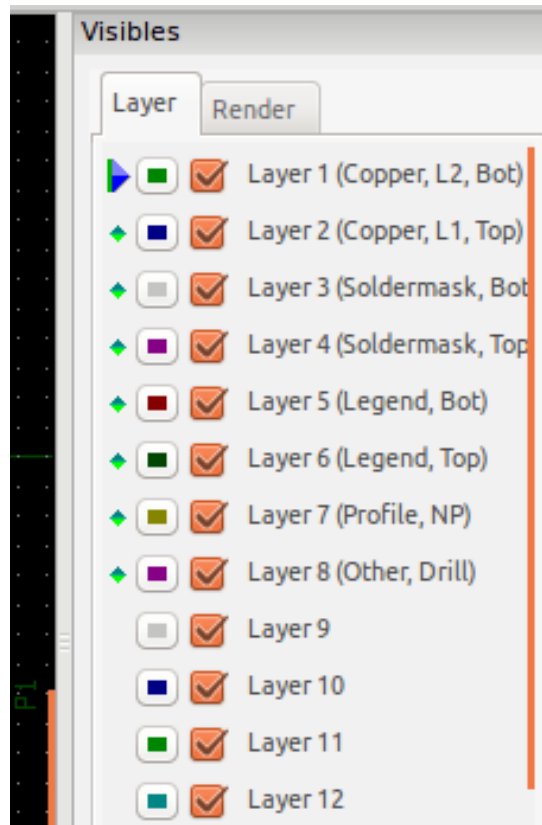 Visibles
Layer Render
Layer 1 (Copper, L2, Bot)
Layer 2 (Copper, L1, Top)
Layer 3 (Soldermask, Bot
Layer 4 (Soldermask, Top
Layer 5 (Legend, Bot)
Layer 6 (Legend, Top)
Layer 7 (Profile, NP)
Layer 8 (Other, Drill)
Layer 9
Layer 10
Layer 11
Layer 12
P1